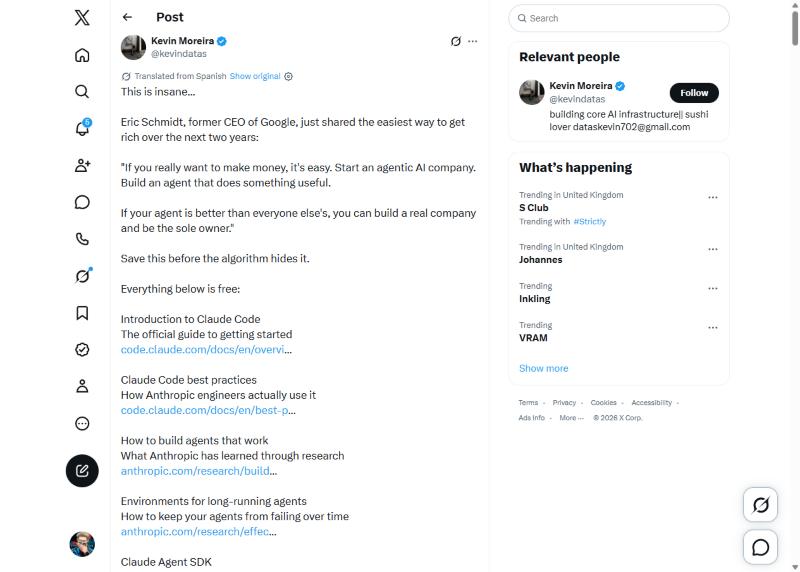 Post
Kevin Moreira
@kevindatas
Translated from Spanish Show original
This is insane...
Eric Schmidt, former CEO of Google, just shared the easiest way to get
rich over the next two years:
"If you really want to make money, it's easy. Start an agentic AI company.
Build an agent that does something useful.
If your agent is better than everyone else's, you can build a real company
and be the sole owner."
Save this before the algorithm hides it.
Everything below is free:
Introduction to Claude Code
The official guide to getting started
code.claude.com/docs/en/overvi...
Claude Code best practices
How Anthropic engineers actually use it
code.claude.com/docs/en/best-p...
How to build agents that work
What Anthropic has learned through research
anthropic.com/research/build...
Environments for long-running agents
How to keep your agents from failing over time
anthropic.com/research/effec...
Claude Agent SDK
5
Search
Relevant people
Kevin Moreira
@kevindatas
Follow
building core AI infrastructure|| sushi
lover dataskevin702@gmail.com
What's happening
Trending in United Kingdom
S Club
Trending with #Strictly
Trending in United Kingdom
Johannes
Trending
Inkling
Trending
VRAM
Show more
Terms · Privacy · Cookies · Accessibility ·
Ads Info · More ··· © 2026 X Corp.